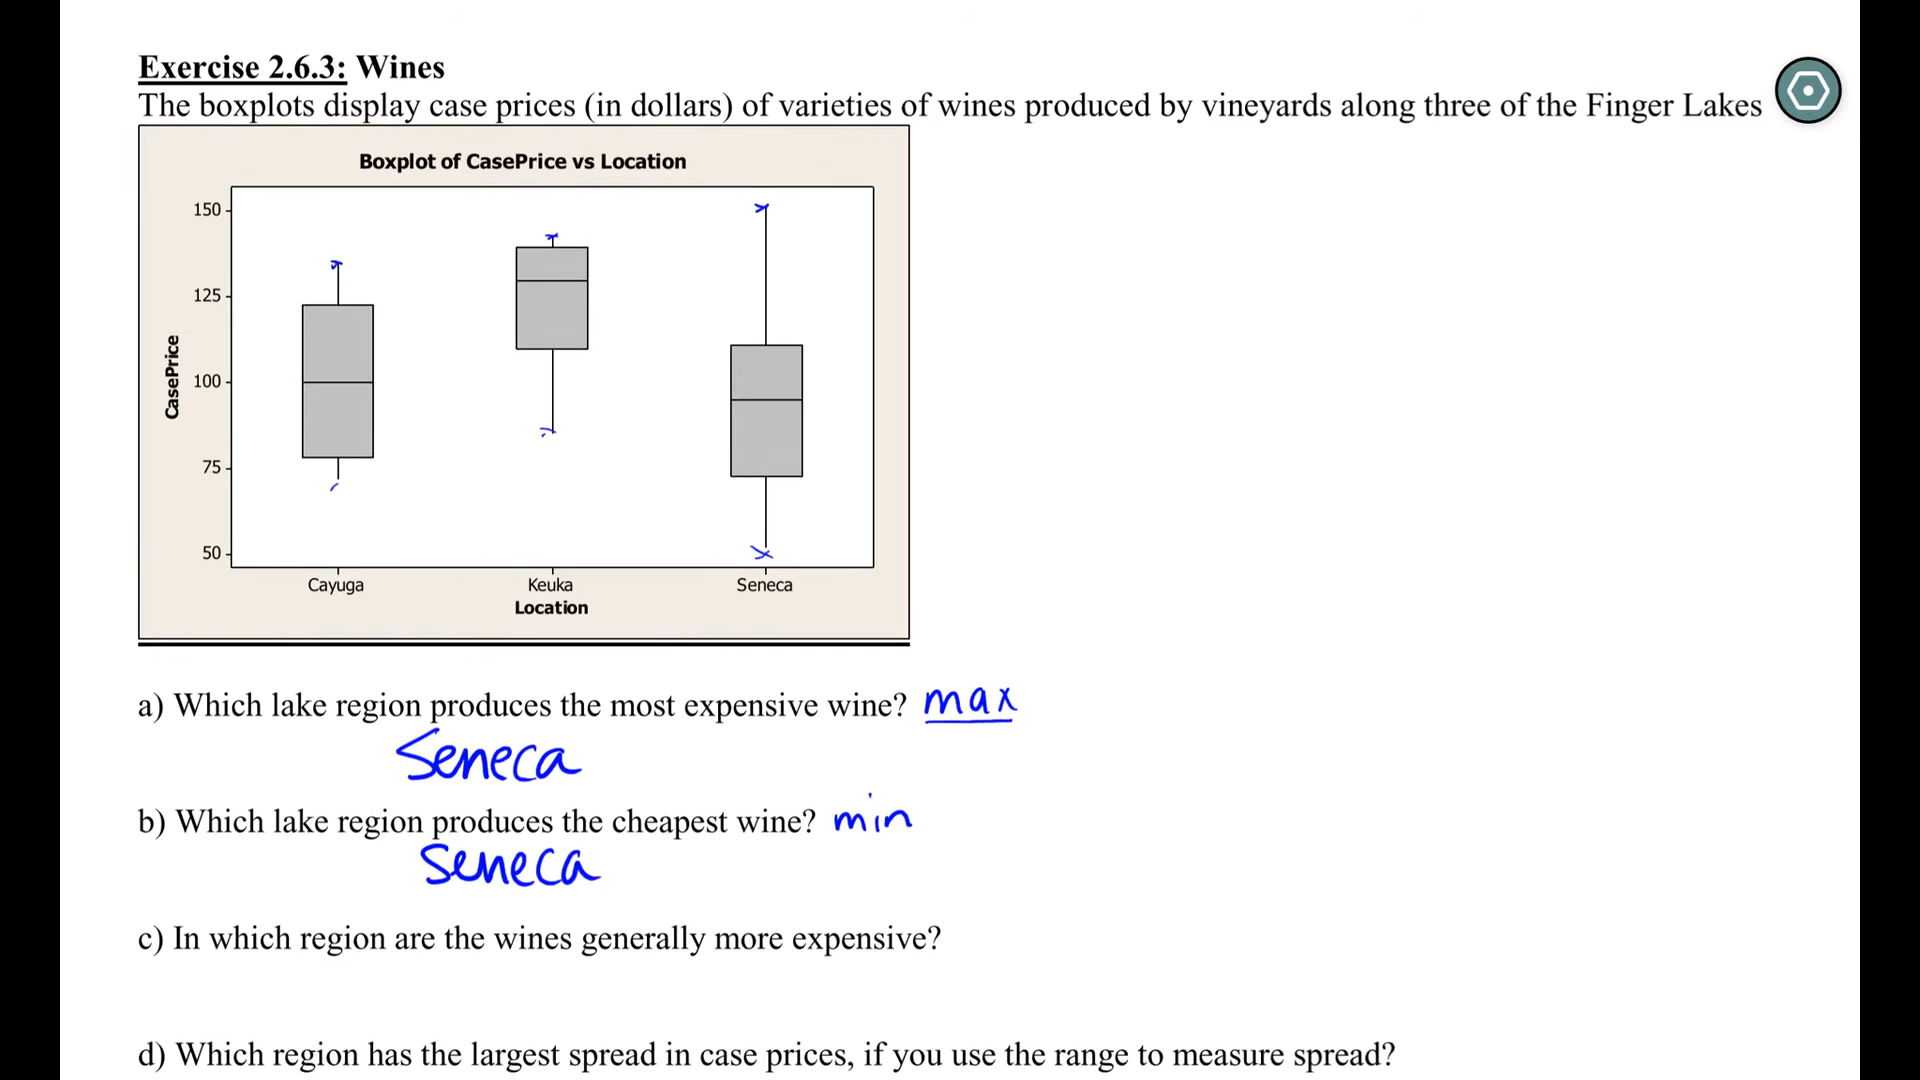 Exercise 2.6.3: Wines
The boxplots display case prices (in dollars) of varieties of wines produced by vineyards along three of the Finger Lakes
Boxplot of CasePrice vs Location
150
125
100
75
50
CasePrice
Cayuga Keuka Seneca
Location
a) Which lake region produces the most expensive wine? max
Seneca
b) Which lake region produces the cheapest wine? min
Seneca
c) In which region are the wines generally more expensive?
d) Which region has the largest spread in case prices, if you use the range to measure spread?